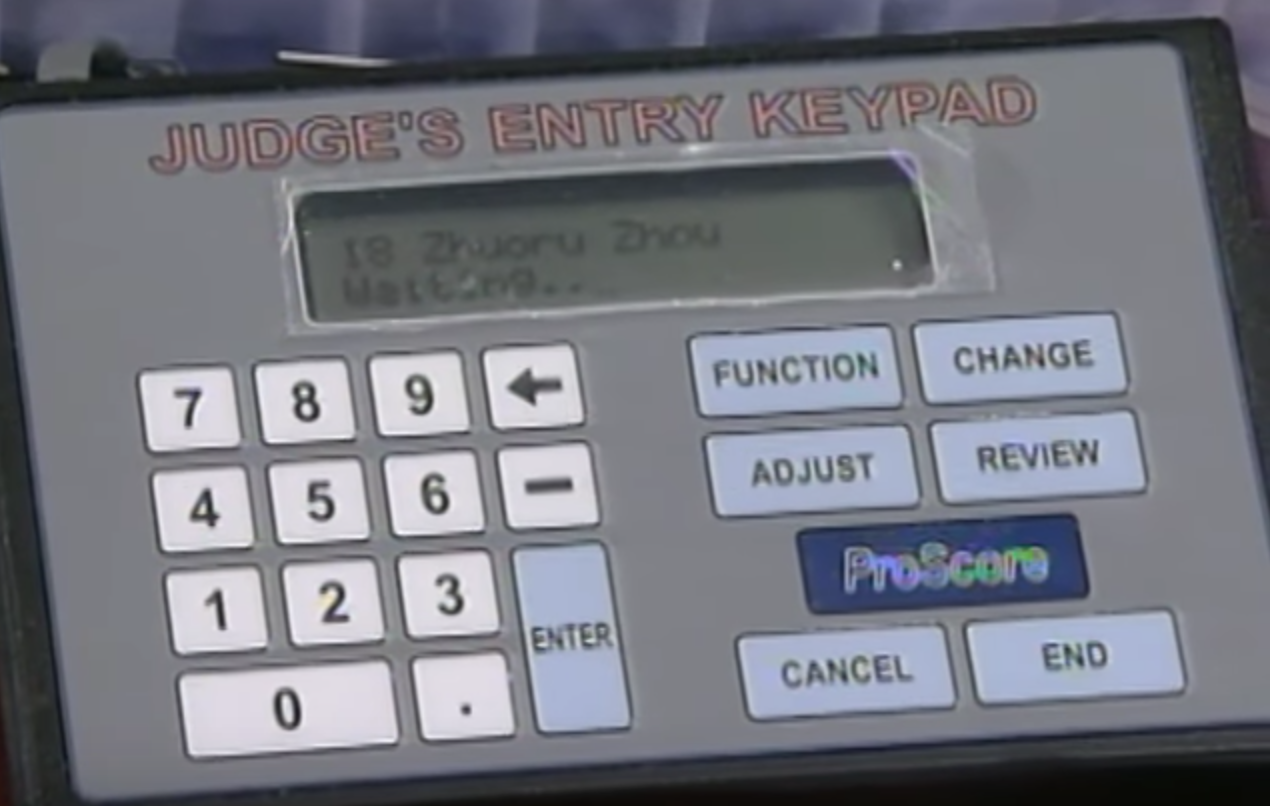 JUDGE'S ENTRY KEYPAD
18 Zhuoru Zhou
Waiting..
7 8 9 ←
FUNCTION CHANGE
4 5 6 −
ADJUST REVIEW
ProScore
1 2 3 ENTER
0 .
CANCEL END